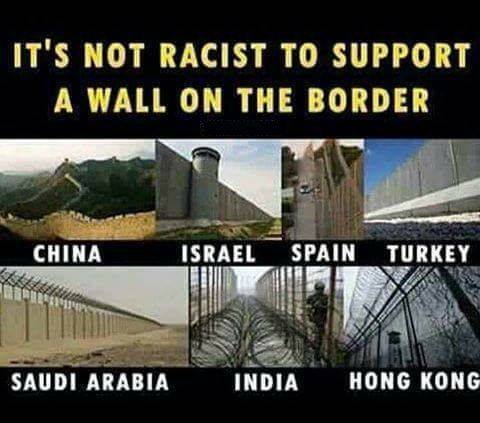 IT'S NOT RACIST TO SUPPORT
A WALL ON THE BORDER
CHINA ISRAEL SPAIN TURKEY
SAUDI ARABIA INDIA HONG KONG